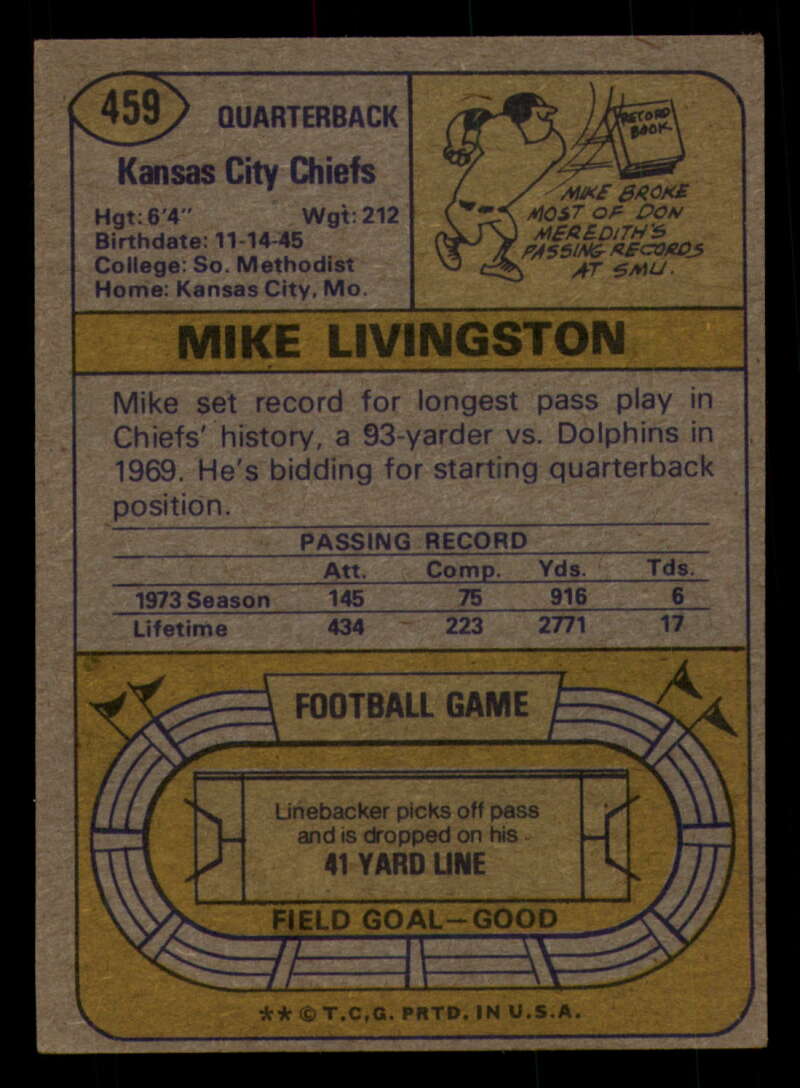 459
QUARTERBACK
Kansas City Chiefs
Hgt: 6'4" Wgt: 212
Birthdate: 11-14-45
College: So. Methodist
Home: Kansas City, Mo.
RECORD
BOOK
MIKE BROKE
MOST OF DON
MEREDITH'S
PASSING RECORDS
AT SMU.
MIKE LIVINGSTON
Mike set record for longest pass play in
Chiefs' history, a 93-yarder vs. Dolphins in
1969. He's bidding for starting quarterback
position.
PASSING RECORD
Att. Comp. Yds. Tds.
1973 Season 145 75 916 6
Lifetime 434 223 2771 17
FOOTBALL GAME
Linebacker picks off pass
and is dropped on his
41 YARD LINE
FIELD GOAL—GOOD
** © T.C.G. PRTD. IN U.S.A.